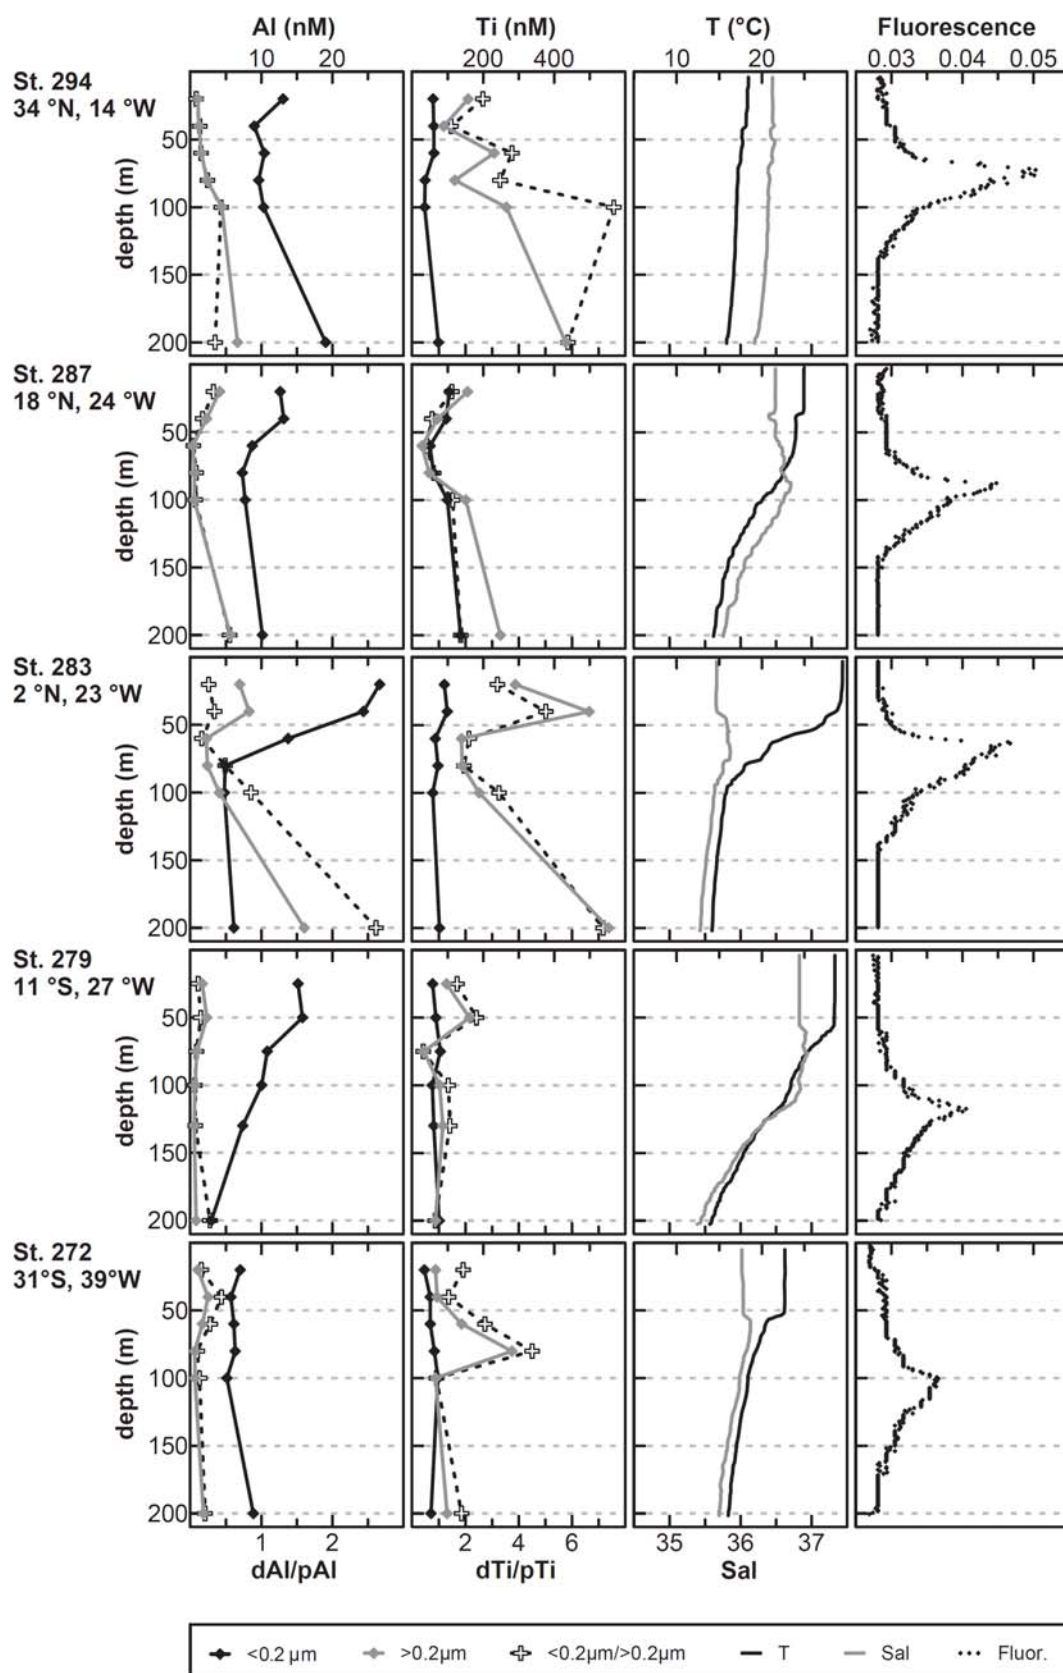 Al (nM) Ti (nM) T (°C) Fluorescence
10 20 200 400 10 20 0.03 0.04 0.05
St. 294
34 °N, 14 °W
50
100
150
200
depth (m)
St. 287
18 °N, 24 °W
50
100
150
200
depth (m)
St. 283
2 °N, 23 °W
50
100
150
200
depth (m)
St. 279
11 °S, 27 °W
50
100
150
200
depth (m)
St. 272
31°S, 39°W
50
100
150
200
depth (m)
1 2 2 4 6 35 36 37
dAl/pAl dTi/pTi Sal
<0.2 µm >0.2µm <0.2µm/>0.2µm T Sal Fluor.